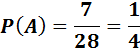 P(A) = 7/28 = 1/4